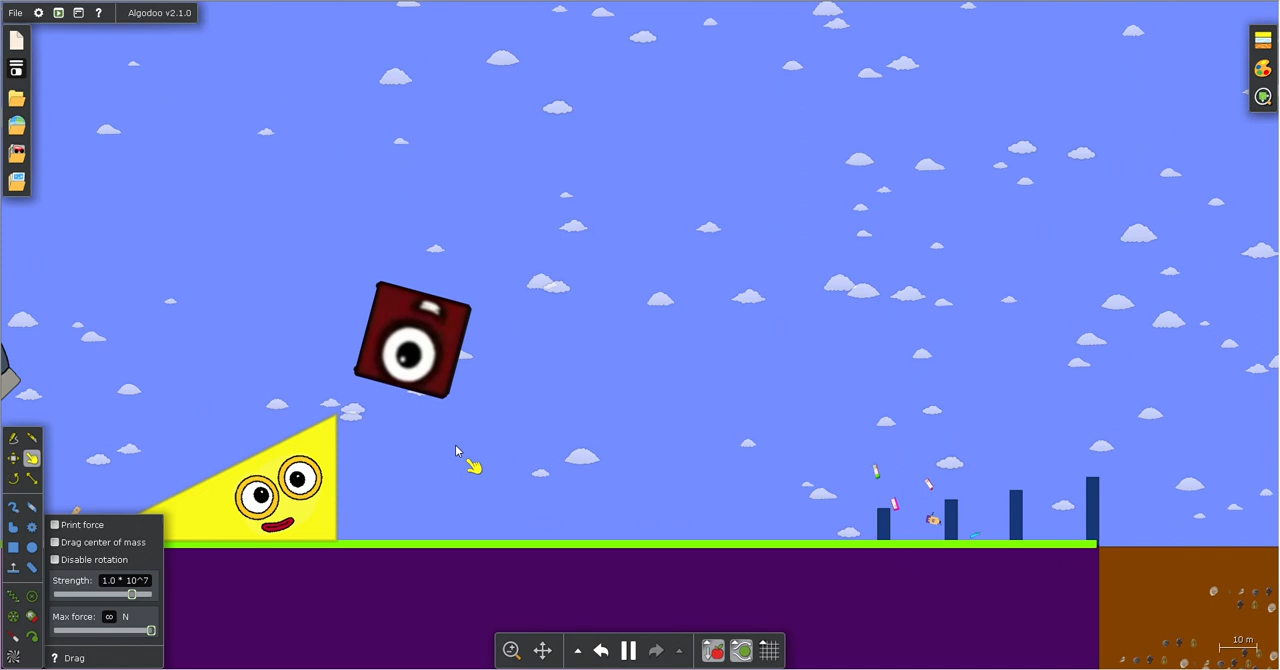 File ? Algodoo v2.1.0
Print force
Drag center of mass
Disable rotation
Strength: 1.0 * 10^7
Max force: ∞ N
? Drag
10 m